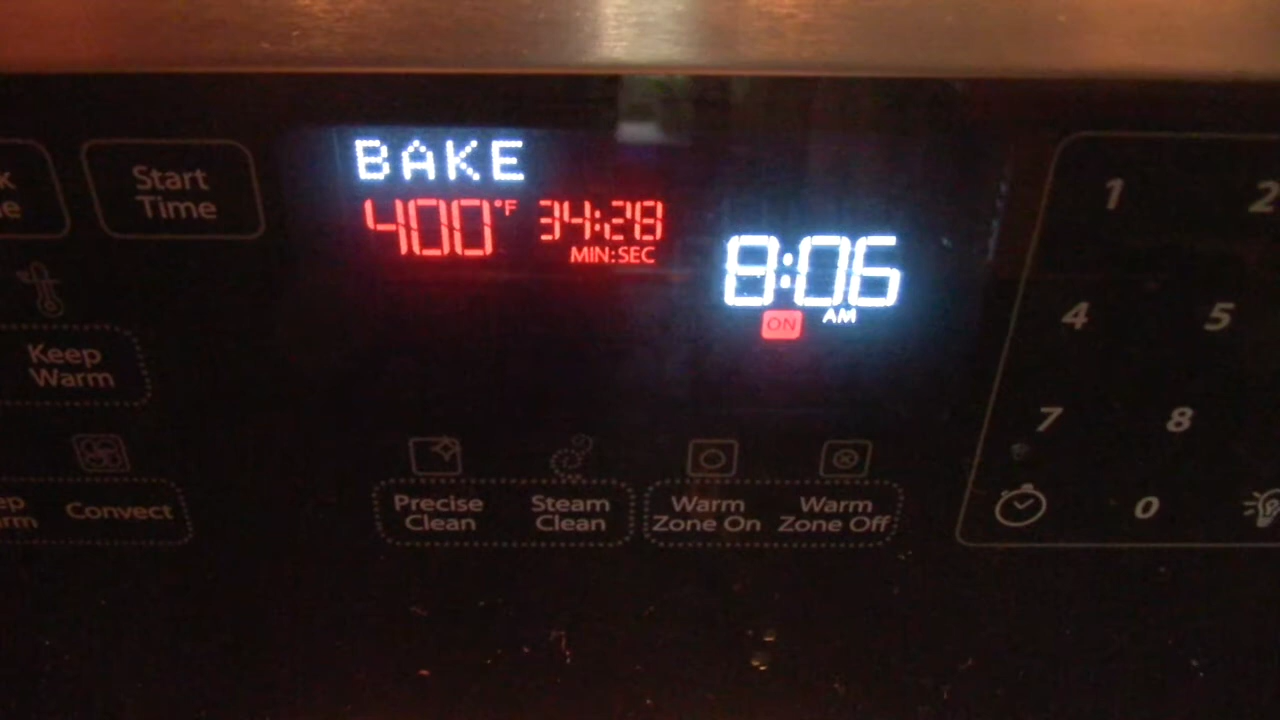 BAKE
400°F 34:28
MIN:SEC
8:06
ON AM
Start
Time
Keep
Warm
Convect
Precise
Clean
Steam
Clean
Warm
Zone On
Warm
Zone Off
1 2
4 5
7 8
0